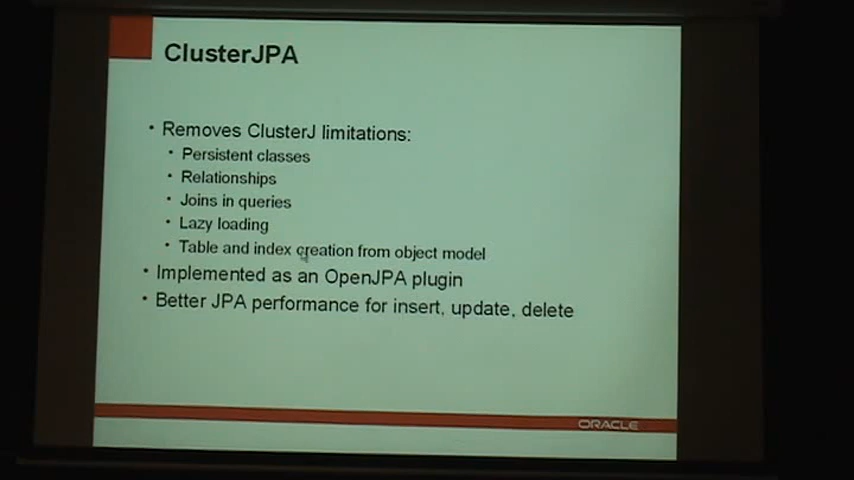 ClusterJPA
• Removes ClusterJ limitations:
• Persistent classes
• Relationships
• Joins in queries
• Lazy loading
• Table and index creation from object model
• Implemented as an OpenJPA plugin
• Better JPA performance for insert, update, delete
ORACLE